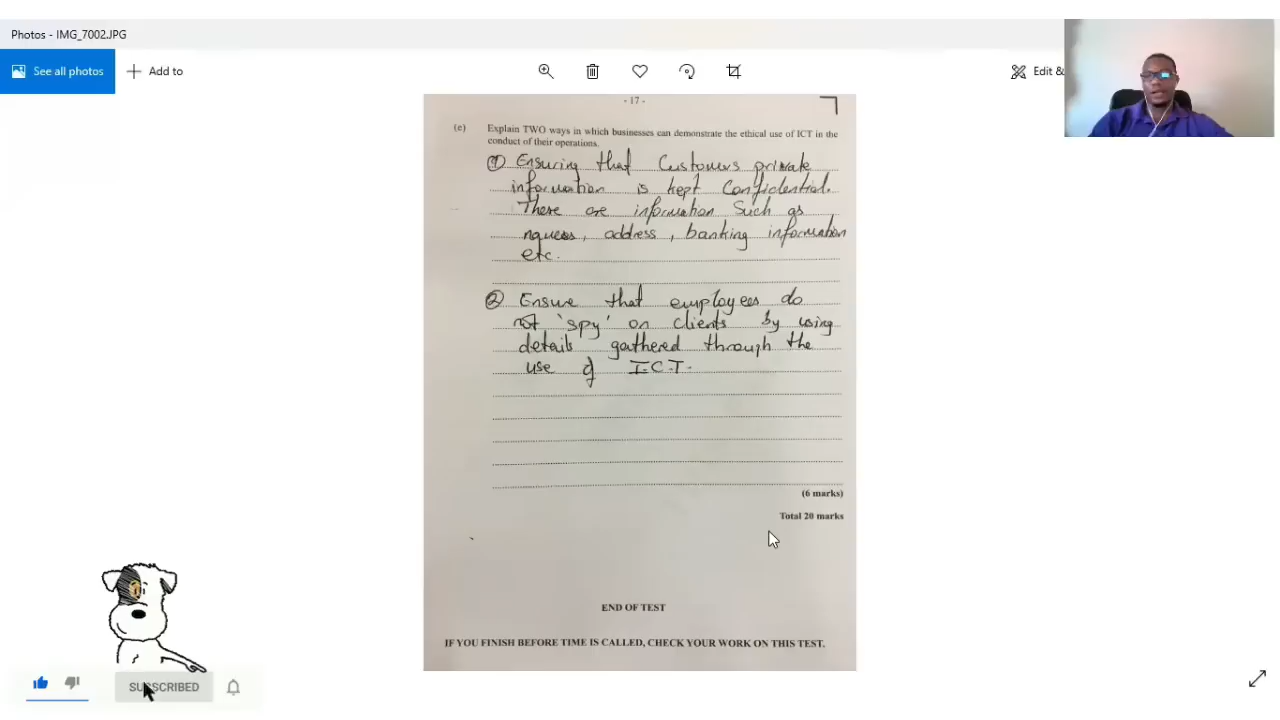 Photos - IMG_7002.JPG
See all photos
Add to
Edit &
- 17 -
(e) Explain TWO ways in which businesses can demonstrate the ethical use of ICT in the
conduct of their operations.
① Ensuring that Customers private
information is kept Confidential.
There are information Such as
address, banking information
etc.
② Ensure that employees do
not 'spy' on clients by using
details gathered through the
use of I.C.T.
(6 marks)
Total 20 marks
END OF TEST
IF YOU FINISH BEFORE TIME IS CALLED, CHECK YOUR WORK ON THIS TEST.
SUBSCRIBED